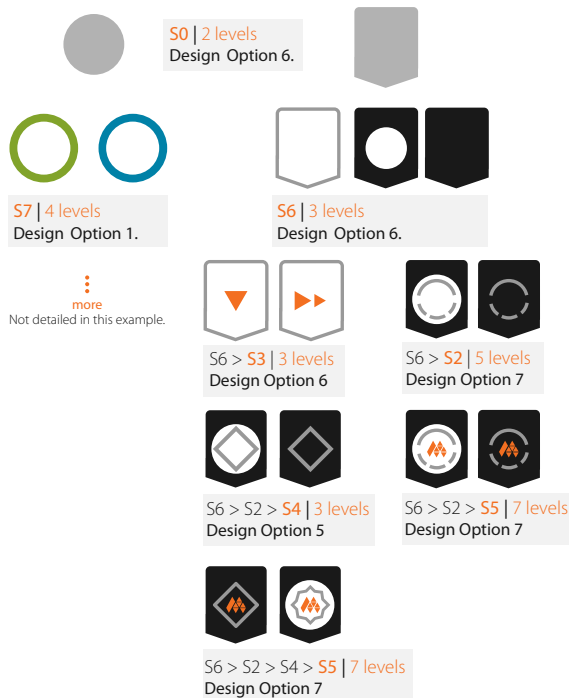 S0 | 2 levels
Design Option 6.
S7 | 4 levels
Design Option 1.
S6 | 3 levels
Design Option 6.
more
Not detailed in this example.
S6 > S3 | 3 levels
Design Option 6
S6 > S2 | 5 levels
Design Option 7
S6 > S2 > S4 | 3 levels
Design Option 5
S6 > S2 > S5 | 7 levels
Design Option 7
S6 > S2 > S4 > S5 | 7 levels
Design Option 7